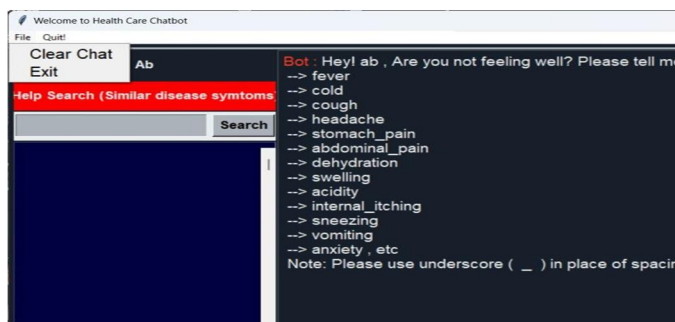 Welcome to Health Care Chatbot
File Quit!
Clear Chat
Exit
Ab
Help Search (Similar disease symtoms
Search
Bot : Hey! ab , Are you not feeling well? Please tell me
--> fever
--> cold
--> cough
--> headache
--> stomach_pain
--> abdominal_pain
--> dehydration
--> swelling
--> acidity
--> internal_itching
--> sneezing
--> vomiting
--> anxiety , etc
Note: Please use underscore ( _ ) in place of